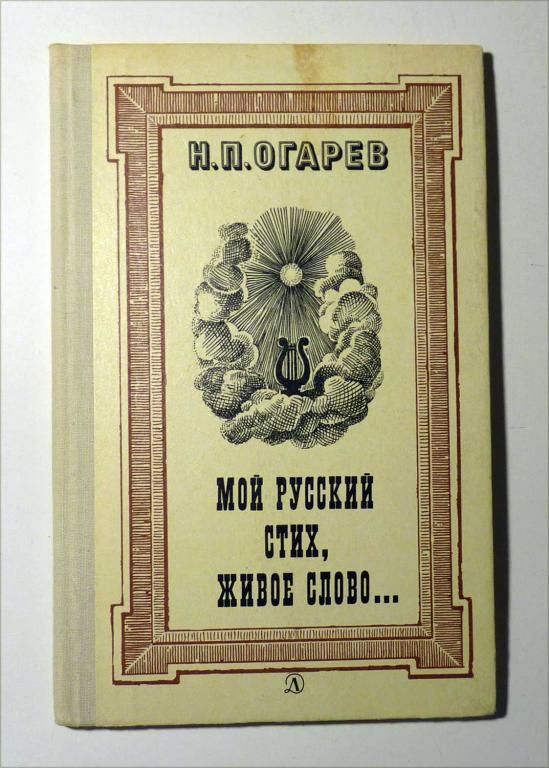 Н.П.ОГАРЕВ
МОЙ РУССКИЙ
СТИХ,
ЖИВОЕ СЛОВО...
Д